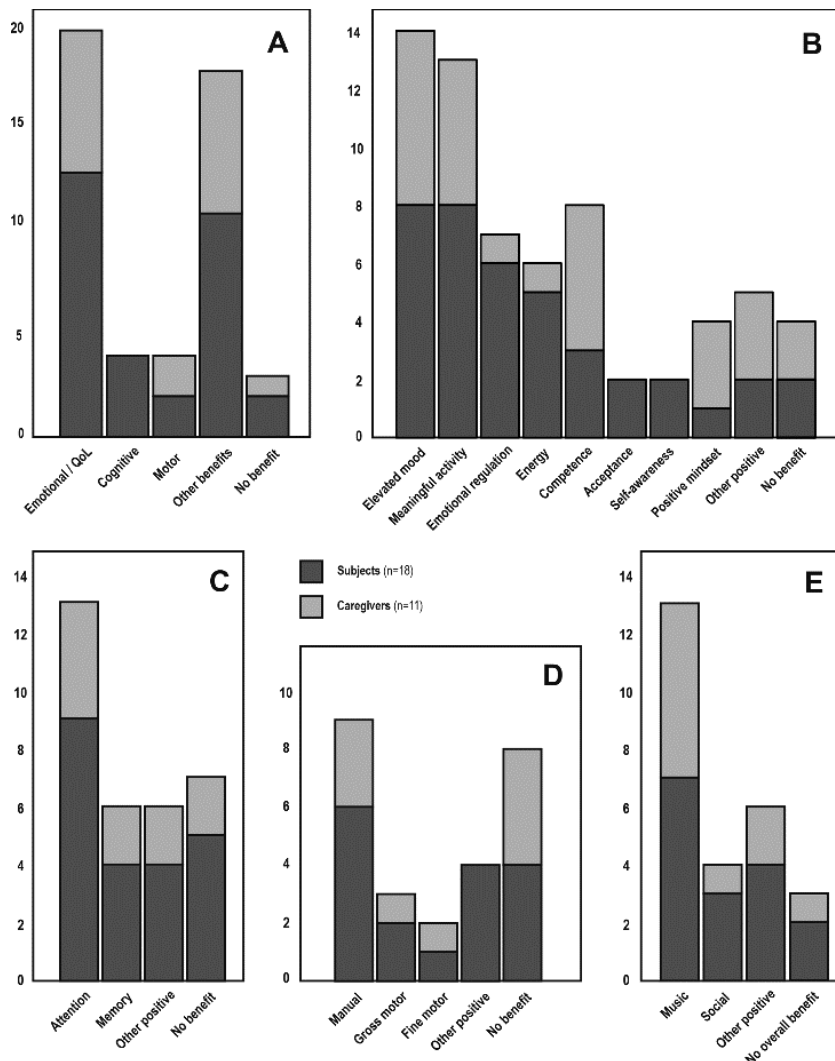 A
20
15
10
5
0
Emotional / QoL
Cognitive
Motor
Other benefits
No benefit
B
14
12
10
8
6
4
2
0
Elevated mood
Meaningful activity
Emotional regulation
Energy
Competence
Acceptance
Self-awareness
Positive mindset
Other positive
No benefit
C
14
12
10
8
6
4
2
0
Attention
Memory
Other positive
No benefit
Subjects (n=18)
Caregivers (n=11)
D
10
8
6
4
2
0
Manual
Gross motor
Fine motor
Other positive
No benefit
E
14
12
10
8
6
4
2
0
Music
Social
Other positive
No overall benefit